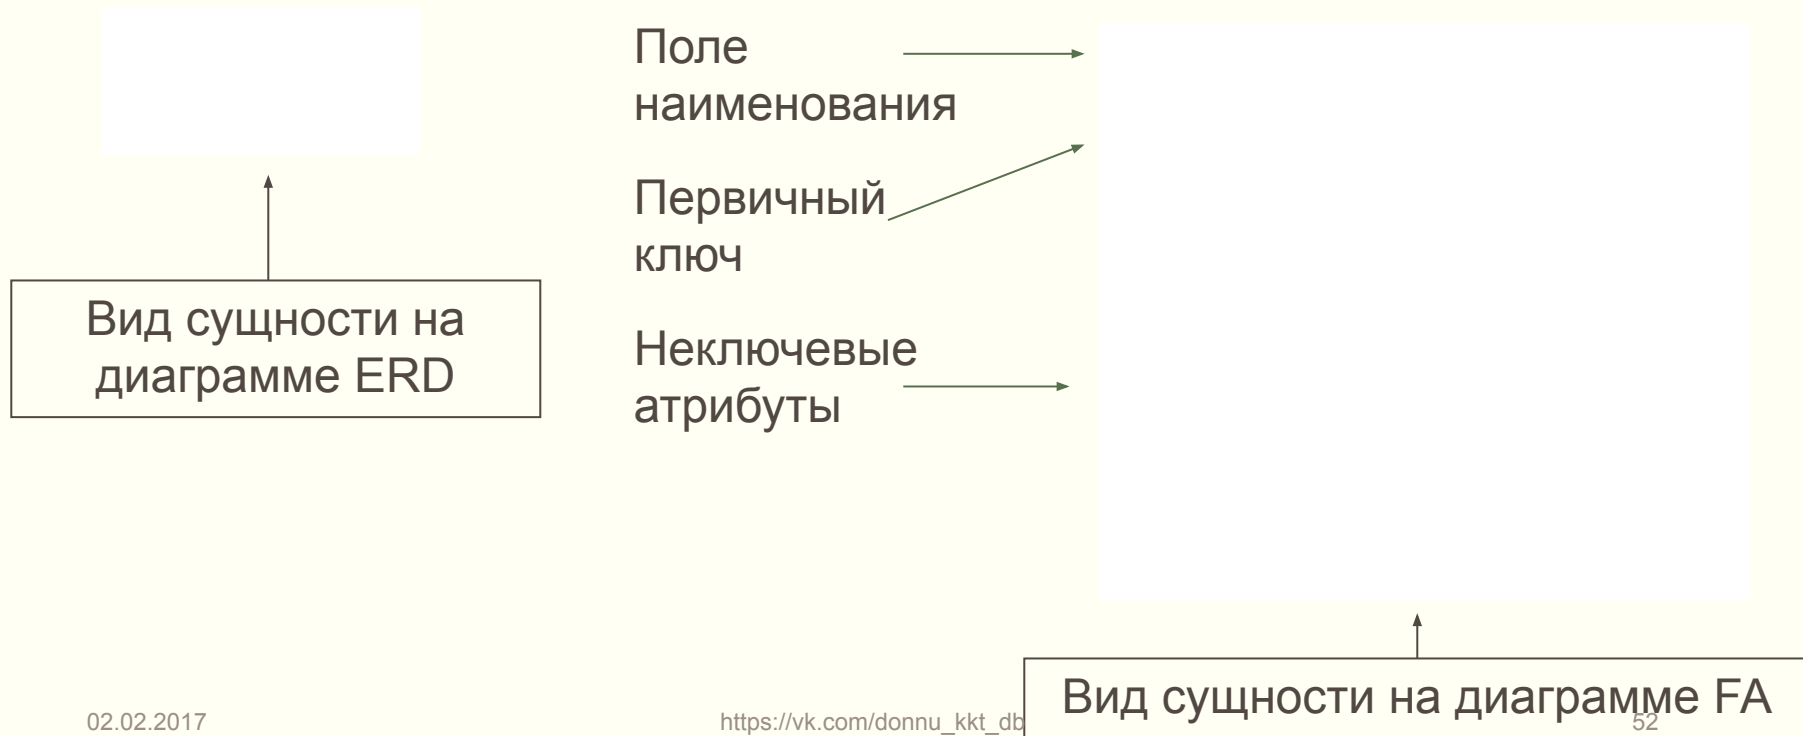 Поле
наименования
Первичный
ключ
Неключевые
атрибуты
Вид сущности на
диаграмме ERD
Вид сущности на диаграмме FA
02.02.2017
https://vk.com/donnu_kkt_db
52